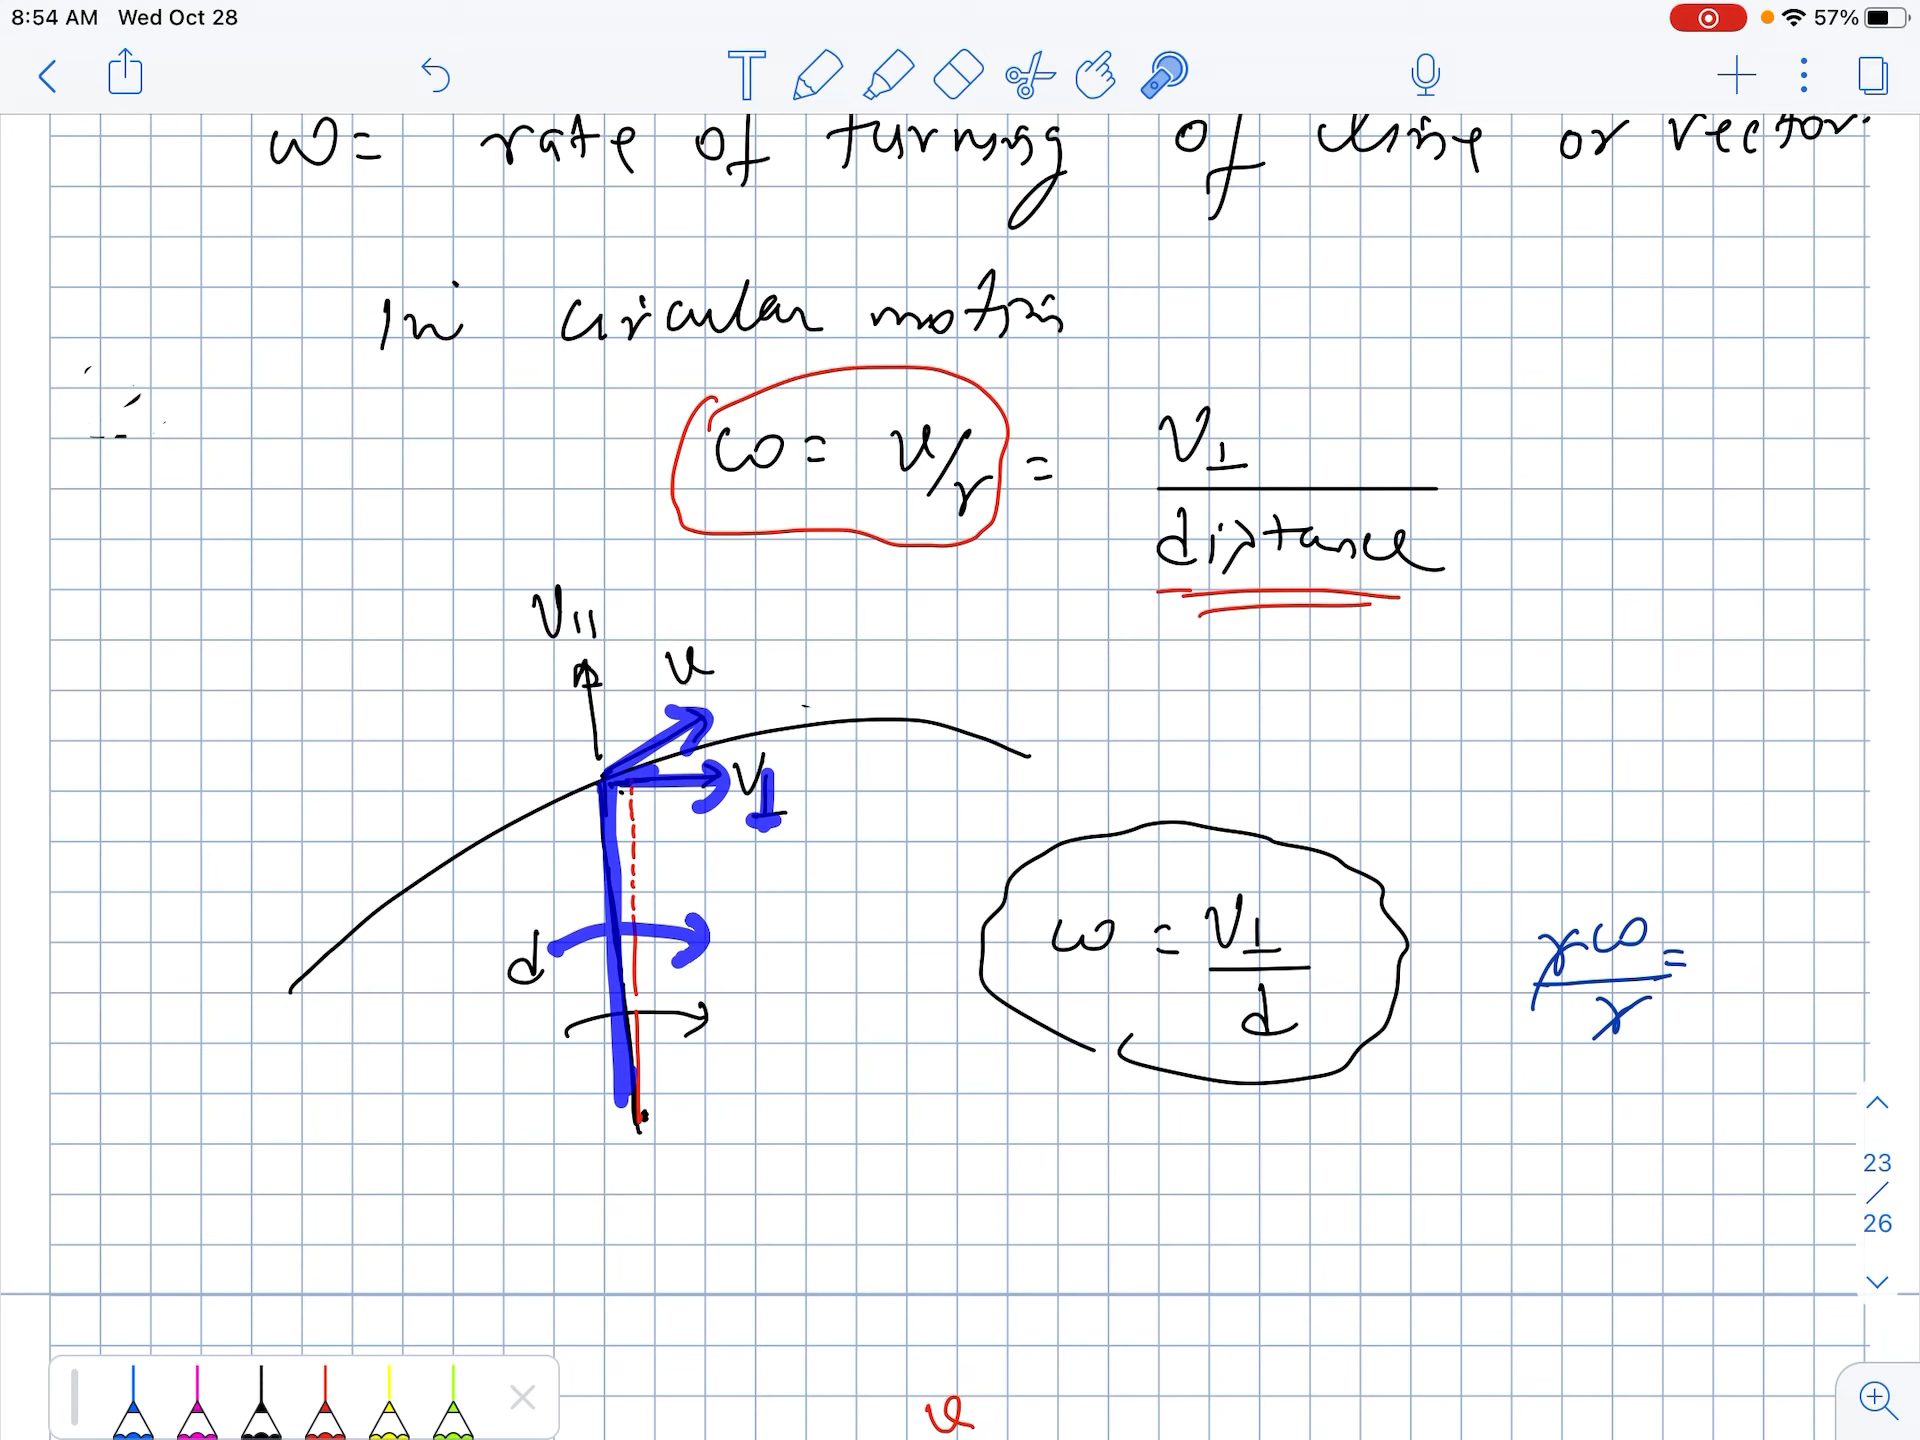 8:54 AM Wed Oct 28
57%
T
ω = rate of turning of line or vector.
In circular motion
ω = v/r = V⊥ / distance
V||
v
V⊥
d
ω = V⊥ / d
rω / r =
23
/
26
v